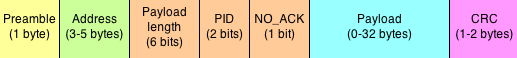 Preamble
(1 byte)
Address
(3-5 bytes)
Payload
length
(6 bits)
PID
(2 bits)
NO_ACK
(1 bit)
Payload
(0-32 bytes)
CRC
(1-2 bytes)